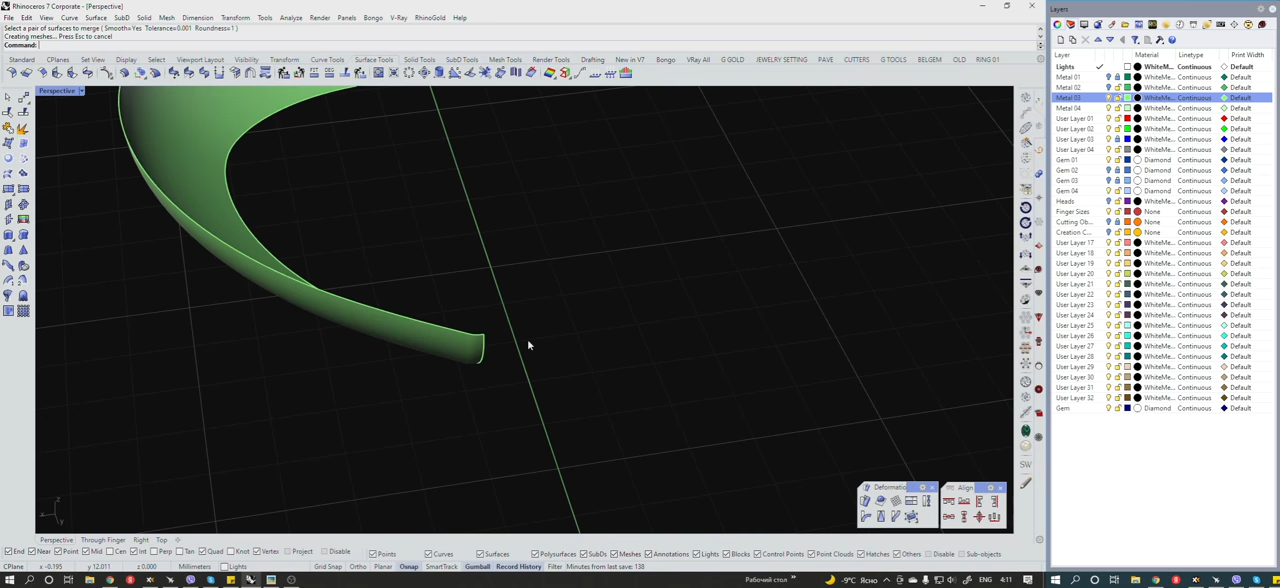 Rhinoceros 7 Corporate - [Perspective]
File Edit View Curve Surface SubD Solid Mesh Dimension Transform Tools Analyze Render Panels Bongo V-Ray RhinoGold Help
Select a pair of surfaces to merge ( Smooth=Yes Tolerance=0.001 Roundness=1 )
Creating meshes... Press Esc to cancel
Command:
Standard CPlanes Set View Display Select Viewport Layout Visibility Transform Curve Tools Surface Tools Solid Tools SubD Tools Mesh Tools Render Tools Drafting New in V7 Bongo VRay All G GOLD JEWELRY SETTING PAVE CUTTERS G TOOLS BELGEM OLD RING 01
Perspective
z
x
y
Deformatio
Align
Perspective Through Finger Right Top
End Near Point Mid Cen Int Perp Tan Quad Knot Vertex Project Disable Points Curves Surfaces Polysurfaces SubDs Meshes Annotations Lights Blocks Control Points Point Clouds Hatches Others Disable Sub-objects
CPlane x -0.195 y 12.011 z 0.000 Millimeters Lights Grid Snap Ortho Planar Osnap SmartTrack Gumball Record History Filter Minutes from last save: 138
Рабочий стол -9°C Ясно ENG 4:11
Layers
Layer Material Linetype Print Width
Lights WhiteM... Continuous Default
Metal 01 WhiteMe... Continuous Default
Metal 02 WhiteMe... Continuous Default
Metal 03 WhiteMe... Continuous Default
Metal 04 WhiteMe... Continuous Default
User Layer 01 WhiteMe... Continuous Default
User Layer 02 WhiteMe... Continuous Default
User Layer 03 WhiteMe... Continuous Default
User Layer 04 WhiteMe... Continuous Default
Gem 01 Diamond Continuous Default
Gem 02 Diamond Continuous Default
Gem 03 Diamond Continuous Default
Gem 04 Diamond Continuous Default
Heads WhiteMe... Continuous Default
Finger Sizes None Continuous Default
Cutting Ob... None Continuous Default
Creation C... None Continuous Default
User Layer 17 WhiteMe... Continuous Default
User Layer 18 WhiteMe... Continuous Default
User Layer 19 WhiteMe... Continuous Default
User Layer 20 WhiteMe... Continuous Default
User Layer 21 WhiteMe... Continuous Default
User Layer 22 WhiteMe... Continuous Default
User Layer 23 WhiteMe... Continuous Default
User Layer 24 WhiteMe... Continuous Default
User Layer 25 WhiteMe... Continuous Default
User Layer 26 WhiteMe... Continuous Default
User Layer 27 WhiteMe... Continuous Default
User Layer 28 WhiteMe... Continuous Default
User Layer 29 WhiteMe... Continuous Default
User Layer 30 WhiteMe... Continuous Default
User Layer 31 WhiteMe... Continuous Default
User Layer 32 WhiteMe... Continuous Default
Gem Diamond Continuous Default